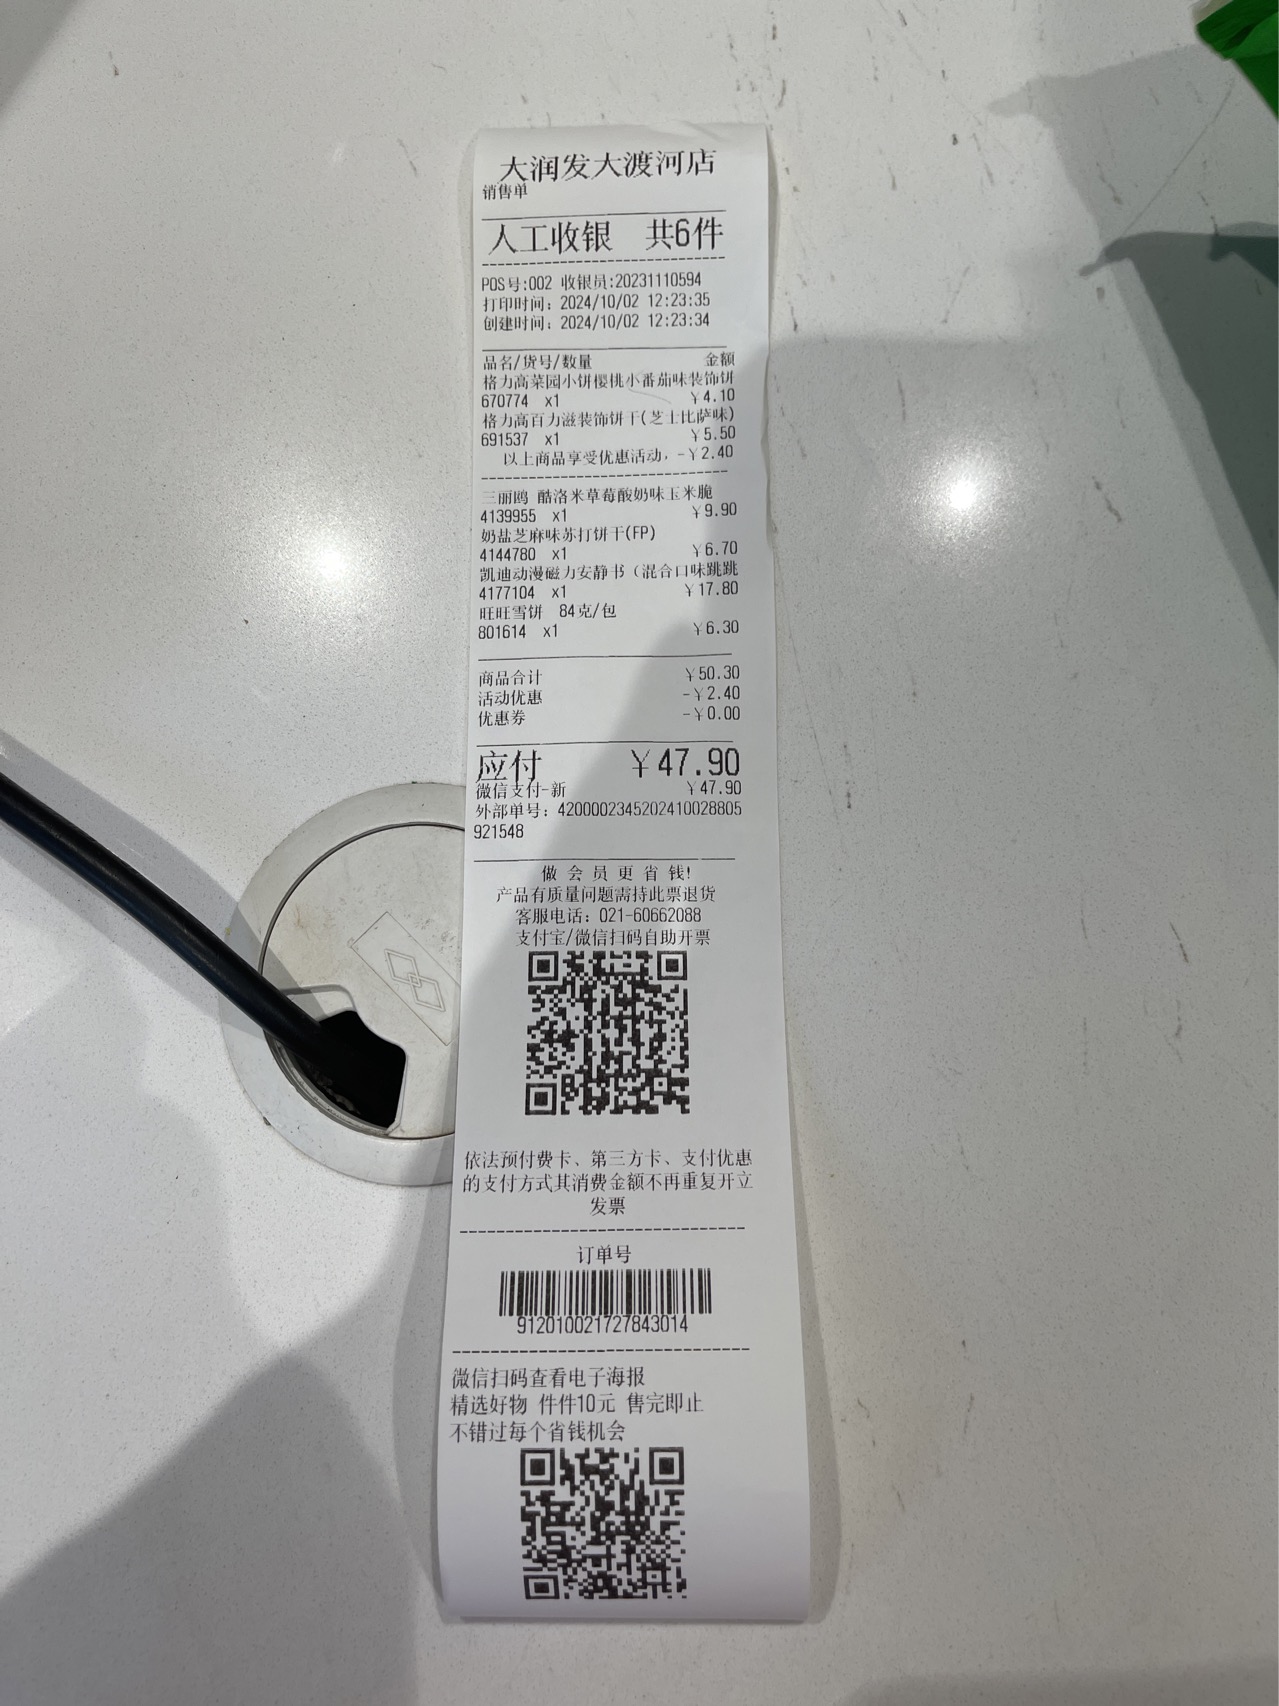 大润发大渡河店
销售单
人工收银 共6件
POS号:002 收银员:20231110594
打印时间: 2024/10/02 12:23:35
创建时间: 2024/10/02 12:23:34
品名/货号/数量 金额
格力高菜园小饼樱桃小番茄味装饰饼
670774 x1 ￥4.10
格力高百力滋装饰饼干(芝士比萨味)
691537 x1 ￥5.50
以上商品享受优惠活动, -￥2.40
三丽鸥 酷洛米草莓酸奶味玉米脆
4139955 x1 ￥9.90
奶盐芝麻味苏打饼干(FP)
4144780 x1 ￥6.70
凯迪动漫磁力安静书（混合口味跳跳
4177104 x1 ￥17.80
旺旺雪饼 84克/包
801614 x1 ￥6.30
商品合计 ￥50.30
活动优惠 -￥2.40
优惠券 -￥0.00
应付 ￥47.90
微信支付-新 ￥47.90
外部单号: 4200002345202410028805
921548
做 会 员 更 省 钱!
产品有质量问题需持此票退货
客服电话: 021-60662088
支付宝/微信扫码自助开票
依法预付费卡、第三方卡、支付优惠
的支付方式其消费金额不再重复开立
发票
订单号
912010021727843014
微信扫码查看电子海报
精选好物 件件10元 售完即止
不错过每个省钱机会